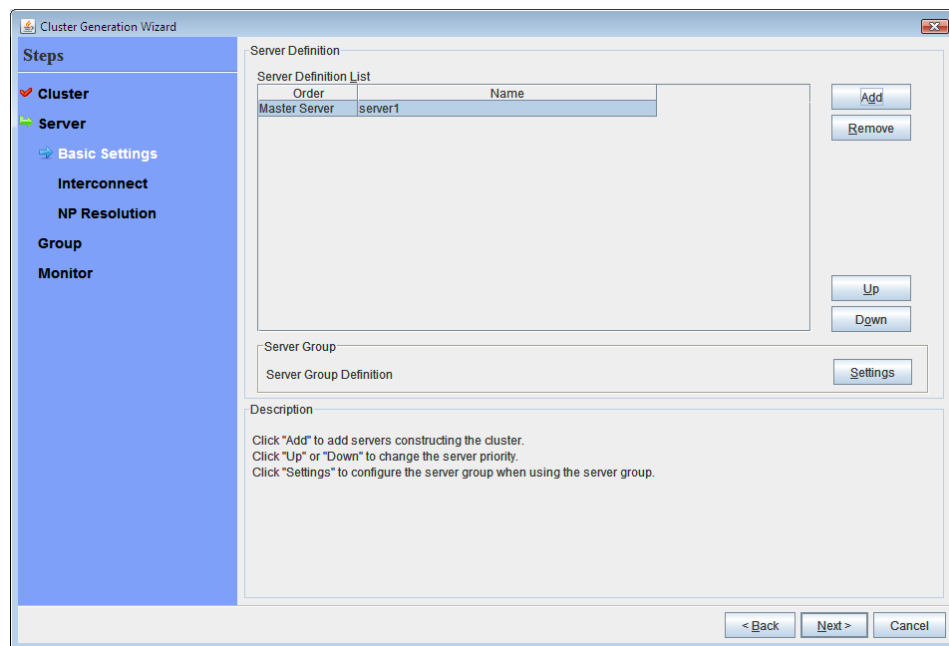 Cluster Generation Wizard
Steps
Cluster
Server
Basic Settings
Interconnect
NP Resolution
Group
Monitor
Server Definition
Server Definition List
Order Name
Master Server server1
Add
Remove
Up
Down
Server Group
Server Group Definition
Settings
Description
Click "Add" to add servers constructing the cluster.
Click "Up" or "Down" to change the server priority.
Click "Settings" to configure the server group when using the server group.
< Back Next > Cancel